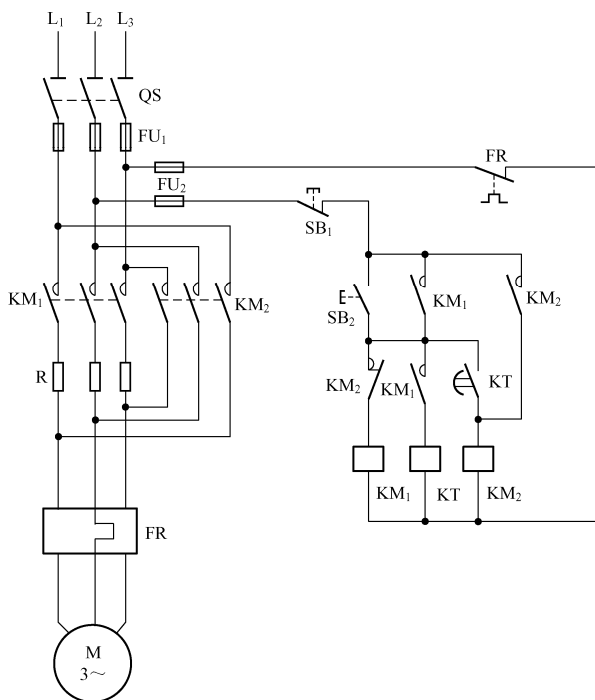 L₁ L₂ L₃
QS
FU₁
FR
FU₂
SB₁
KM₁
KM₂
SB₂
KM₁
KM₂
R
KM₂
KM₁
KT
KM₁
KT
KM₂
FR
M
3～